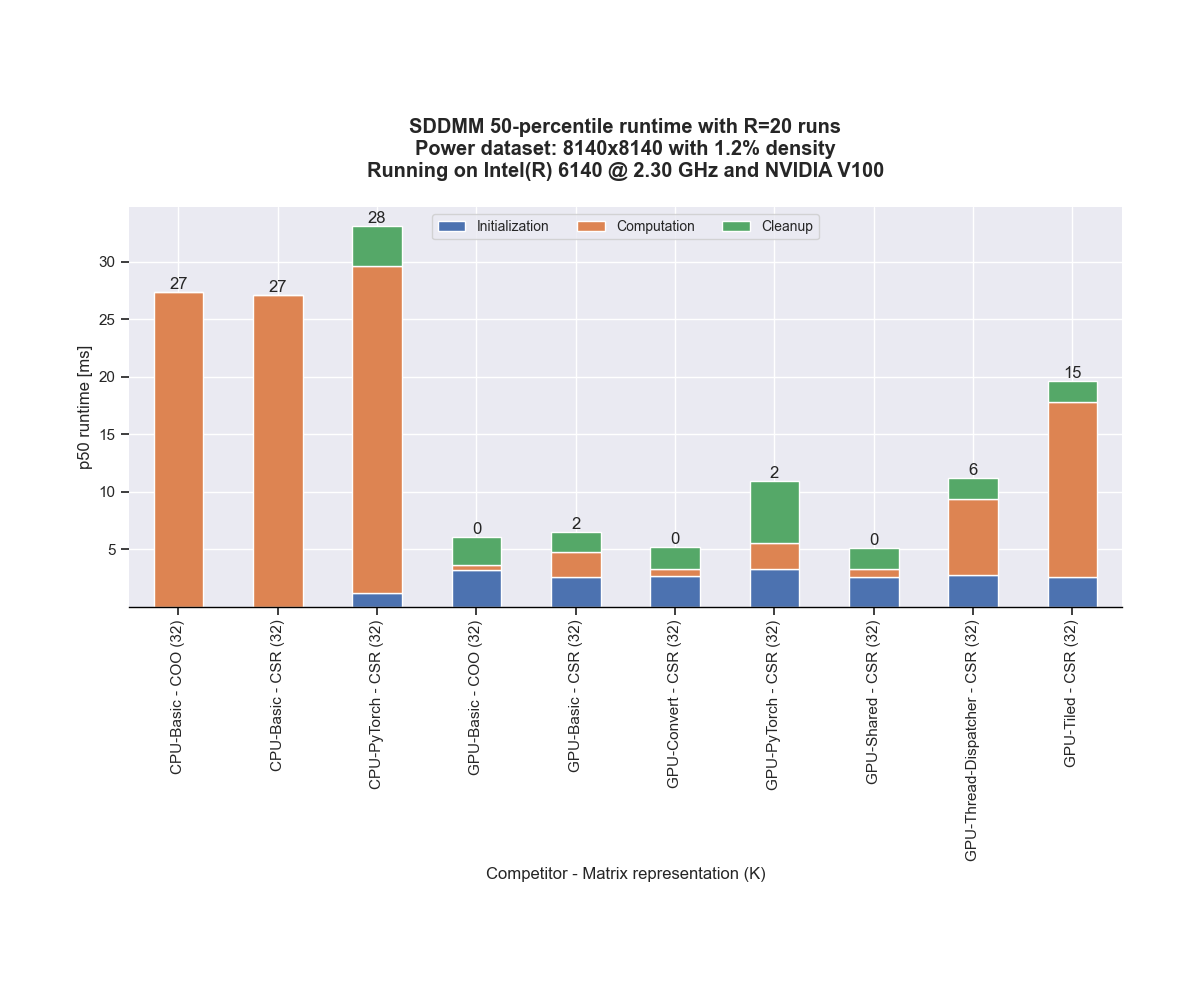 SDDMM 50-percentile runtime with R=20 runs
Power dataset: 8140x8140 with 1.2% density
Running on Intel(R) 6140 @ 2.30 GHz and NVIDIA V100
Initialization
Computation
Cleanup
p50 runtime [ms]
30
25
20
15
10
5
27
27
28
0
2
0
2
0
6
15
CPU-Basic - COO (32)
CPU-Basic - CSR (32)
CPU-PyTorch - CSR (32)
GPU-Basic - COO (32)
GPU-Basic - CSR (32)
GPU-Convert - CSR (32)
GPU-PyTorch - CSR (32)
GPU-Shared - CSR (32)
GPU-Thread-Dispatcher - CSR (32)
GPU-Tiled - CSR (32)
Competitor - Matrix representation (K)